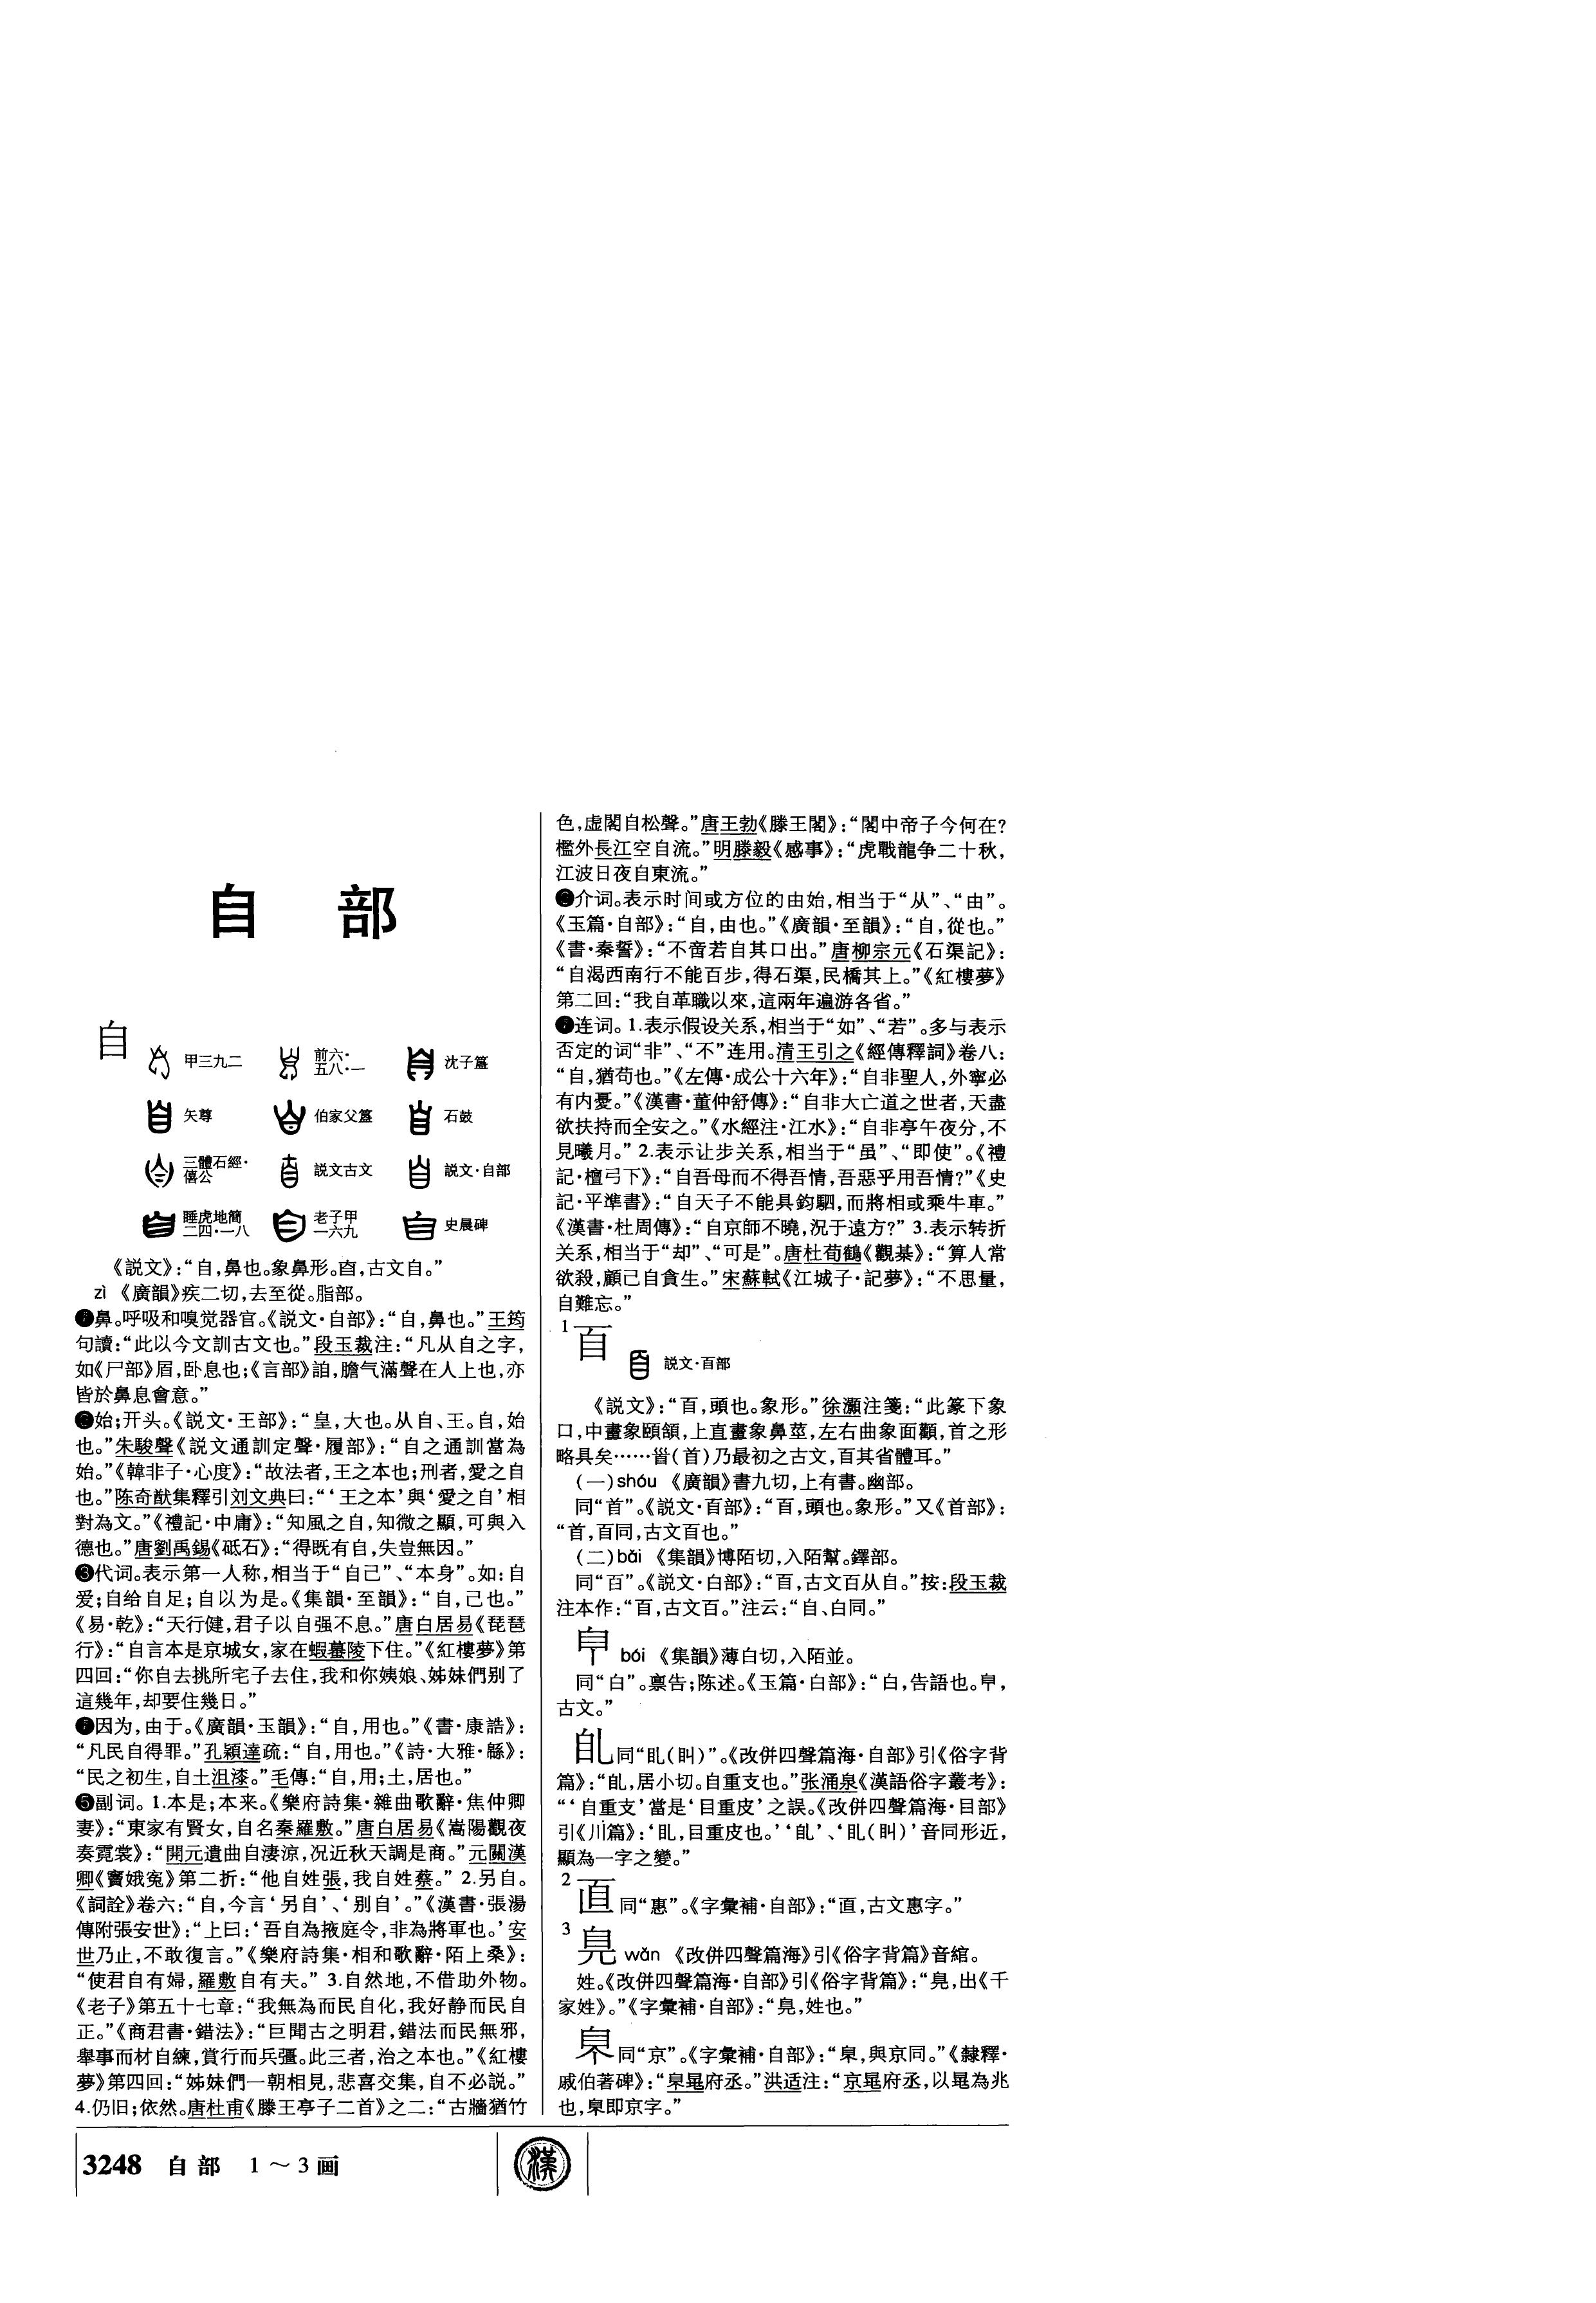 自 部
自
甲三九二
前六·五八·一
沈子簋
矢尊
伯家父簋
石鼓
三體石經·僖公
説文古文
説文·自部
睡虎地簡二四·一八
老子甲一六九
史晨碑
《説文》：“自，鼻也。象鼻形。𦣹，古文自。”
zì 《廣韻》疾二切，去至從。脂部。
❶鼻。呼吸和嗅觉器官。《説文·自部》：“自，鼻也。”王筠
句讀：“此以今文訓古文也。”段玉裁注：“凡从自之字，
如《尸部》眉，卧息也；《言部》詯，膽气滿聲在人上也，亦
皆於鼻息會意。”
❷始；开头。《説文·王部》：“皇，大也。从自、王。自，始
也。”朱駿聲《説文通訓定聲·履部》：“自之通訓當為
始。”《韓非子·心度》：“故法者，王之本也；刑者，愛之自
也。”陈奇猷集釋引刘文典曰：“‘王之本’與‘愛之自’相
對為文。”《禮記·中庸》：“知風之自，知微之顯，可與入
德也。”唐劉禹錫《砥石》：“得既有自，失豈無因。”
❸代词。表示第一人称，相当于“自己”、“本身”。如：自
爱；自给自足；自以为是。《集韻·至韻》：“自，己也。”
《易·乾》：“天行健，君子以自强不息。”唐白居易《琵琶
行》：“自言本是京城女，家在蝦蟇陵下住。”《紅樓夢》第
四回：“你自去挑所宅子去住，我和你姨娘、姊妹們别了
這幾年，却要住幾日。”
❹因为，由于。《廣韻·玉韻》：“自，用也。”《書·康誥》：
“凡民自得罪。”孔穎達疏：“自，用也。”《詩·大雅·緜》：
“民之初生，自土沮漆。”毛傳：“自，用；土，居也。”
❺副词。1.本是；本来。《樂府詩集·雜曲歌辭·焦仲卿
妻》：“東家有賢女，自名秦羅敷。”唐白居易《嵩陽觀夜
奏霓裳》：“開元遺曲自淒涼，况近秋天調是商。”元關漢
卿《竇娥寃》第二折：“他自姓張，我自姓蔡。”2.另自。
《詞詮》卷六：“自，今言‘另自’、‘别自’。”《漢書·張湯
傳附張安世》：“上曰：‘吾自為掖庭令，非為將軍也。’安
世乃止，不敢復言。”《樂府詩集·相和歌辭·陌上桑》：
“使君自有婦，羅敷自有夫。”3.自然地，不借助外物。
《老子》第五十七章：“我無為而民自化，我好静而民自
正。”《商君書·錯法》：“臣聞古之明君，錯法而民無邪，
舉事而材自練，賞行而兵彊。此三者，治之本也。”《紅樓
夢》第四回：“姊妹們一朝相見，悲喜交集，自不必説。”
4.仍旧；依然。唐杜甫《滕王亭子二首》之二：“古牆猶竹
色，虚閣自松聲。”唐王勃《滕王閣》：“閣中帝子今何在？
檻外長江空自流。”明滕毅《感事》：“虎戰龍争二十秋，
江波日夜自東流。”
❻介词。表示时间或方位的由始，相当于“从”、“由”。
《玉篇·自部》：“自，由也。”《廣韻·至韻》：“自，從也。”
《書·秦誓》：“不啻若自其口出。”唐柳宗元《石渠記》：
“自渴西南行不能百步，得石渠，民橋其上。”《紅樓夢》
第二回：“我自革職以來，這兩年遍游各省。”
❼连词。1.表示假设关系，相当于“如”、“若”。多与表示
否定的词“非”、“不”连用。清王引之《經傳釋詞》卷八：
“自，猶苟也。”《左傳·成公十六年》：“自非聖人，外寧必
有内憂。”《漢書·董仲舒傳》：“自非大亡道之世者，天盡
欲扶持而全安之。”《水經注·江水》：“自非亭午夜分，不
見曦月。”2.表示让步关系，相当于“虽”、“即使”。《禮
記·檀弓下》：“自吾母而不得吾情，吾惡乎用吾情？”《史
記·平準書》：“自天子不能具鈞駟，而將相或乘牛車。”
《漢書·杜周傳》：“自京師不曉，況于遠方？”3.表示转折
关系，相当于“却”、“可是”。唐杜荀鶴《觀棊》：“算人常
欲殺，顧己自貪生。”宋蘇軾《江城子·記夢》：“不思量，
自難忘。”
1 𦣻
説文·𦣻部
《説文》：“𦣻，頭也。象形。”徐灝注箋：“此篆下象
口，中畫象頤頷，上直畫象鼻莖，左右曲象面顴，首之形
略具矣……𩠐（首）乃最初之古文，𦣻其省體耳。”
（一）shǒu 《廣韻》書九切，上有書。幽部。
同“首”。《説文·𦣻部》：“𦣻，頭也。象形。”又《首部》：
“首，𦣻同，古文𦣻也。”
（二）bǎi 《集韻》博陌切，入陌幫。鐸部。
同“百”。《説文·白部》：“𦣻，古文百从自。”按：段玉裁
注本作：“𦣻，古文百。”注云：“自、白同。”
𦣼 bói 《集韻》薄白切，入陌並。
同“白”。禀告；陈述。《玉篇·白部》：“白，告語也。𦣼，
古文。”
同“乢（𥃨）”。《改併四聲篇海·自部》引《俗字背
篇》：“，居小切。自重支也。”张涌泉《漢語俗字叢考》：
“‘自重支’當是‘目重皮’之誤。《改併四聲篇海·目部》
引《川篇》：‘，目重皮也。’‘’、‘’音同形近，
顯為一字之變。”
2 同“惠”。《字彙補·自部》：“，古文惠字。”
3 wǎn 《改併四聲篇海》引《俗字背篇》音綰。
姓。《改併四聲篇海·自部》引《俗字背篇》：“，出《千
家姓》。”《字彙補·自部》：“，姓也。”
同“京”。《字彙補·自部》：“，與京同。”《隸釋·
戚伯著碑》：“府丞。”洪适注：“京府丞，以為兆
也，即京字。”
3248 自部 1～3画
漢